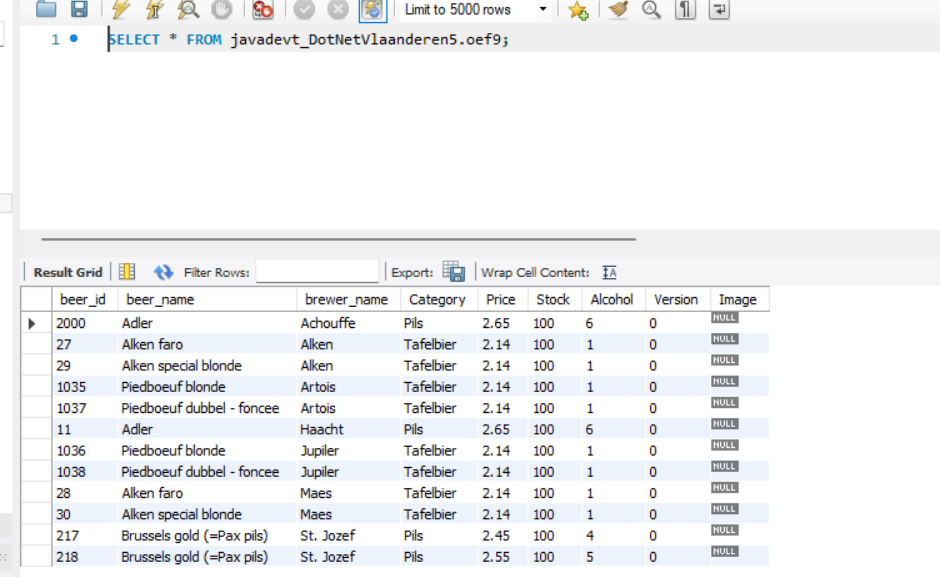 Limit to 5000 rows
1 SELECT * FROM javadevt_DotNetVlaanderen5.oef9;
Result Grid Filter Rows: Export: Wrap Cell Content:
beer_id beer_name brewer_name Category Price Stock Alcohol Version Image
2000 Adler Achouffe Pils 2.65 100 6 0 NULL
27 Alken faro Alken Tafelbier 2.14 100 1 0 NULL
29 Alken special blonde Alken Tafelbier 2.14 100 1 0 NULL
1035 Piedboeuf blonde Artois Tafelbier 2.14 100 1 0 NULL
1037 Piedboeuf dubbel - foncee Artois Tafelbier 2.14 100 1 0 NULL
11 Adler Haacht Pils 2.65 100 6 0 NULL
1036 Piedboeuf blonde Jupiler Tafelbier 2.14 100 1 0 NULL
1038 Piedboeuf dubbel - foncee Jupiler Tafelbier 2.14 100 1 0 NULL
28 Alken faro Maes Tafelbier 2.14 100 1 0 NULL
30 Alken special blonde Maes Tafelbier 2.14 100 1 0 NULL
217 Brussels gold (=Pax pils) St. Jozef Pils 2.45 100 4 0 NULL
218 Brussels gold (=Pax pils) St. Jozef Pils 2.55 100 5 0 NULL